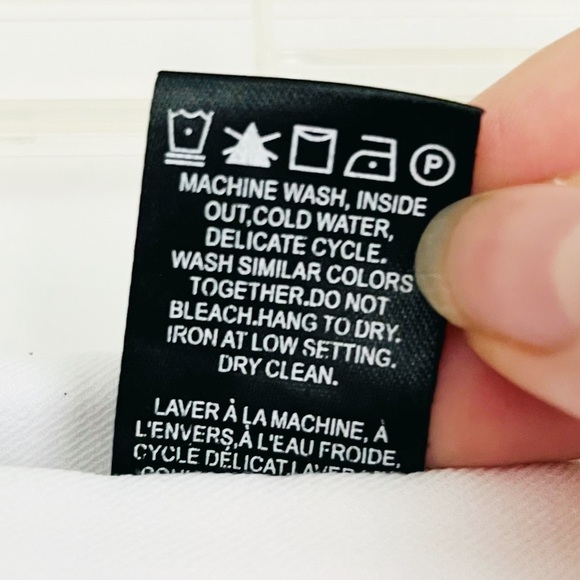 P
MACHINE WASH, INSIDE
OUT,COLD WATER,
DELICATE CYCLE.
WASH SIMILAR COLORS
TOGETHER.DO NOT
BLEACH.HANG TO DRY.
IRON AT LOW SETTING.
DRY CLEAN.
LAVER À LA MACHINE, À
L'ENVERS,À L'EAU FROIDE,
CYCLE DÉLICAT.LAVER